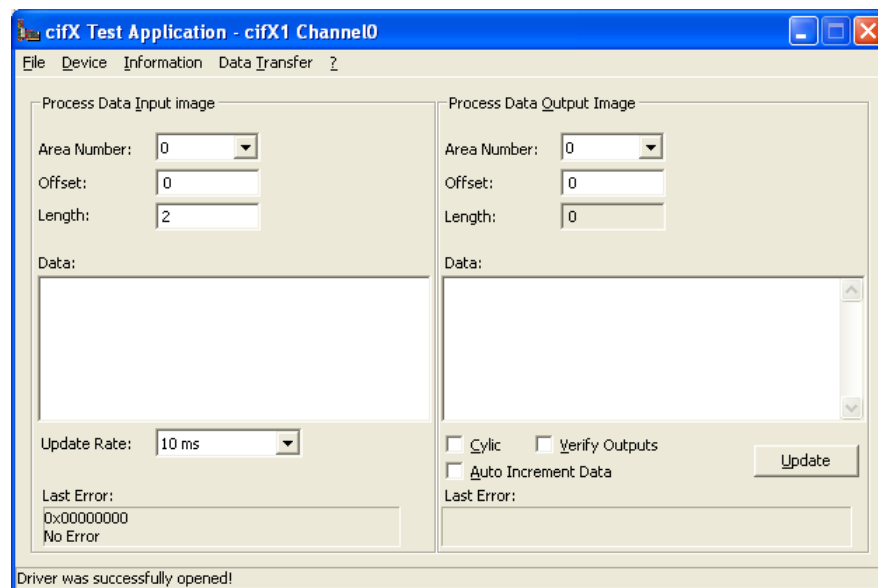 cifX Test Application - cifX1 Channel0
File Device Information Data Transfer ?
Process Data Input image
Area Number: 0
Offset: 0
Length: 2
Data:
Update Rate: 10 ms
Last Error:
0x00000000
No Error
Process Data Output Image
Area Number: 0
Offset: 0
Length: 0
Data:
Cylic Verify Outputs
Auto Increment Data
Update
Last Error:
Driver was successfully opened!